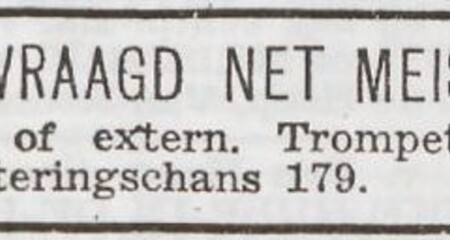 VRAAGD NET MEIS
of extern. Trompet
teringschans 179.